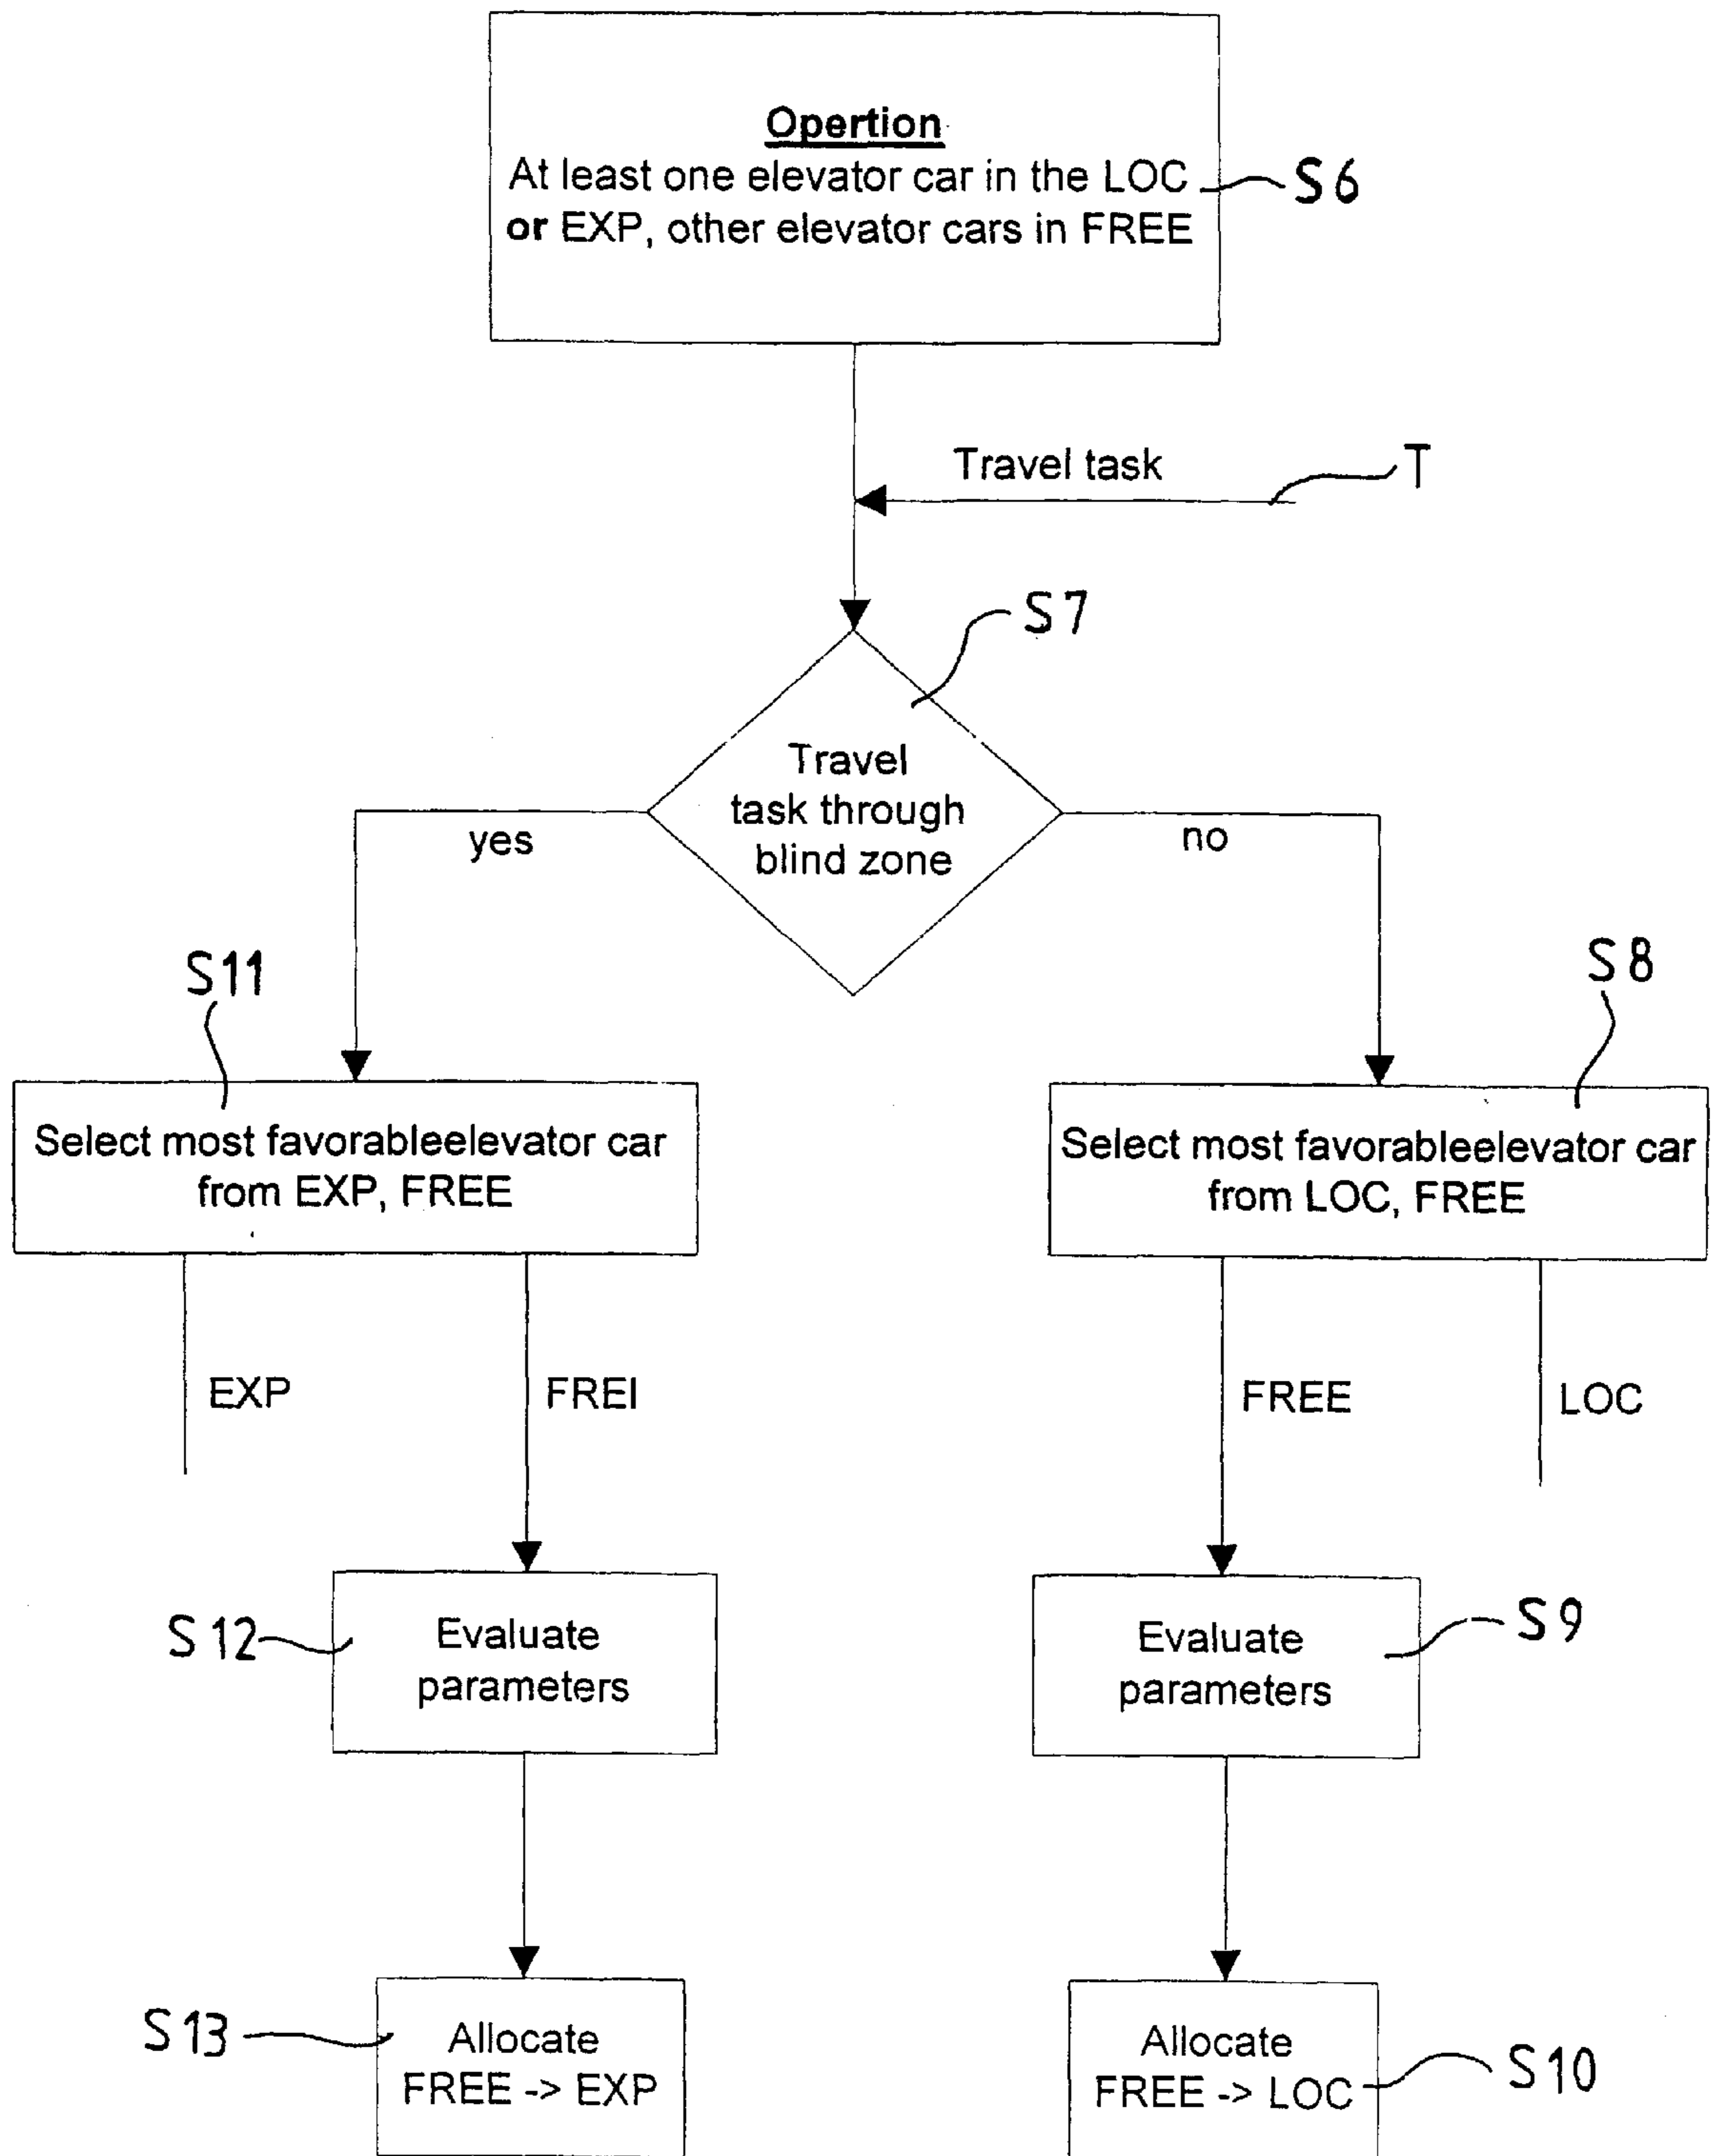 Opertion
At least one elevator car in the LOC
or EXP, other elevator cars in FREE
S6
Travel task
T
S7
Travel
task through
blind zone
yes
no
S11
S8
Select most favorableelevator car
from EXP, FREE
Select most favorableelevator car
from LOC, FREE
EXP
FREI
FREE
LOC
S12
Evaluate
parameters
Evaluate
parameters
S9
S13
Allocate
FREE -> EXP
Allocate
FREE -> LOC
S10